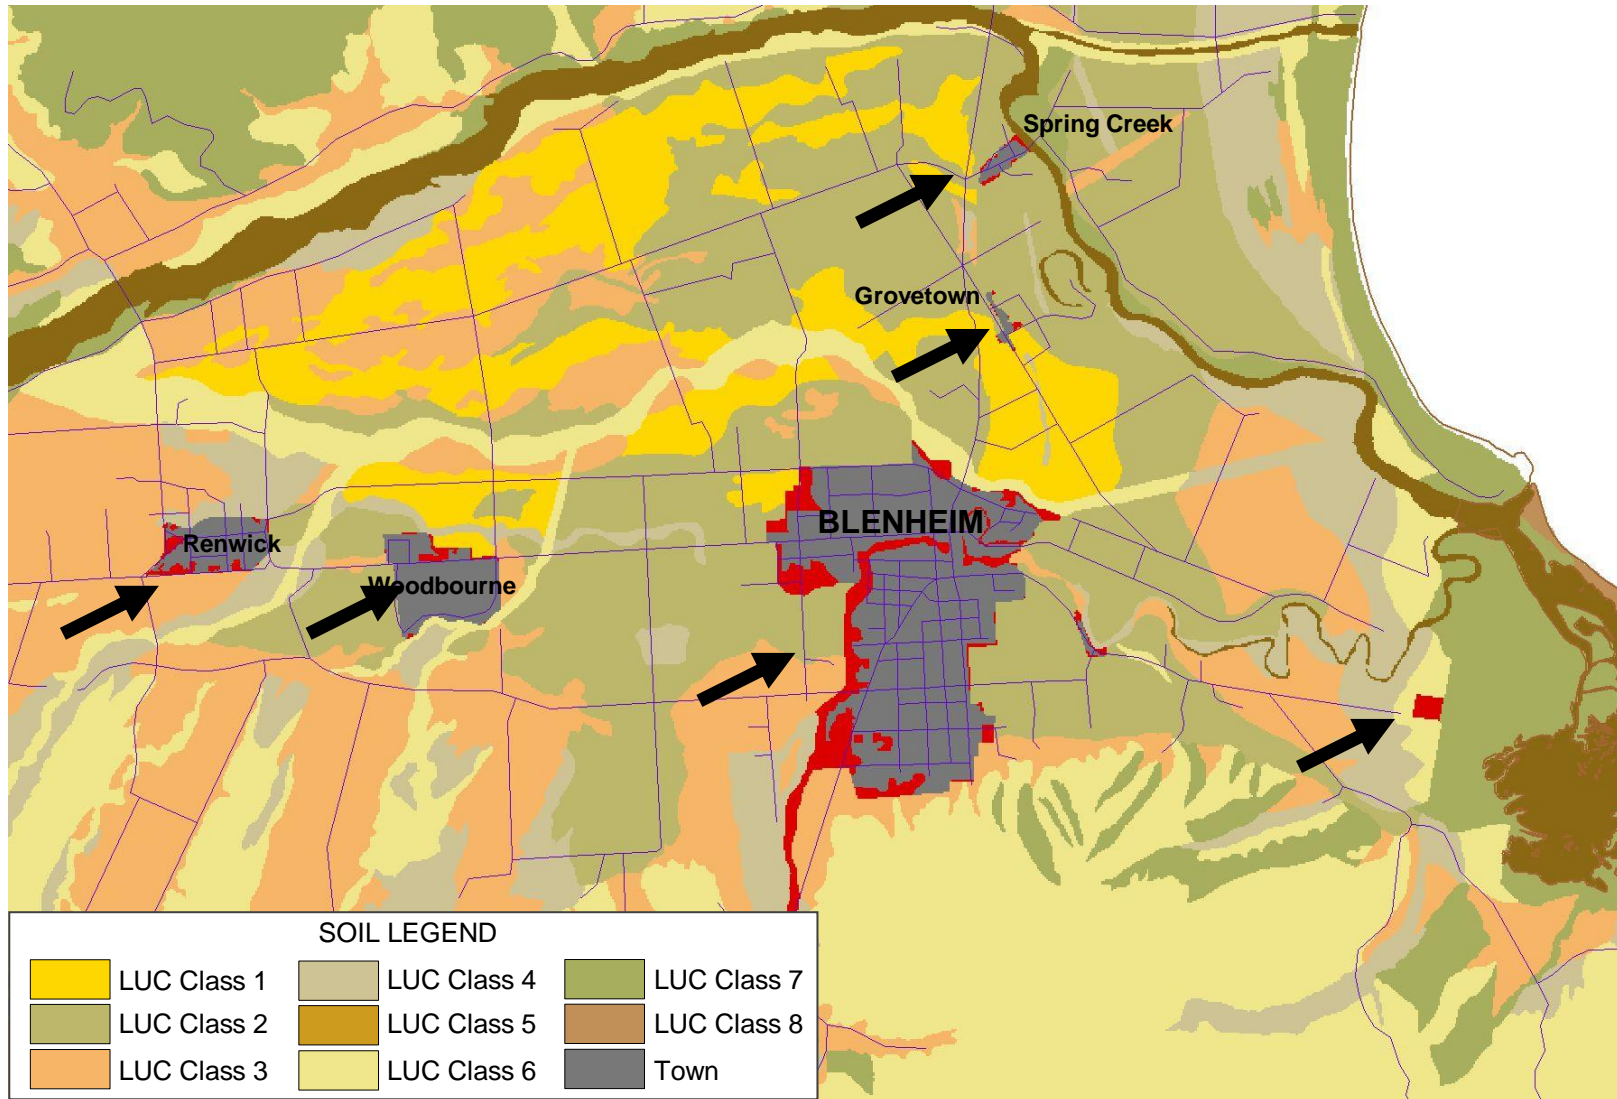 Spring Creek
Grovetown
BLENHEIM
Renwick
Woodbourne
SOIL LEGEND
LUC Class 1
LUC Class 4
LUC Class 7
LUC Class 2
LUC Class 5
LUC Class 8
LUC Class 3
LUC Class 6
Town